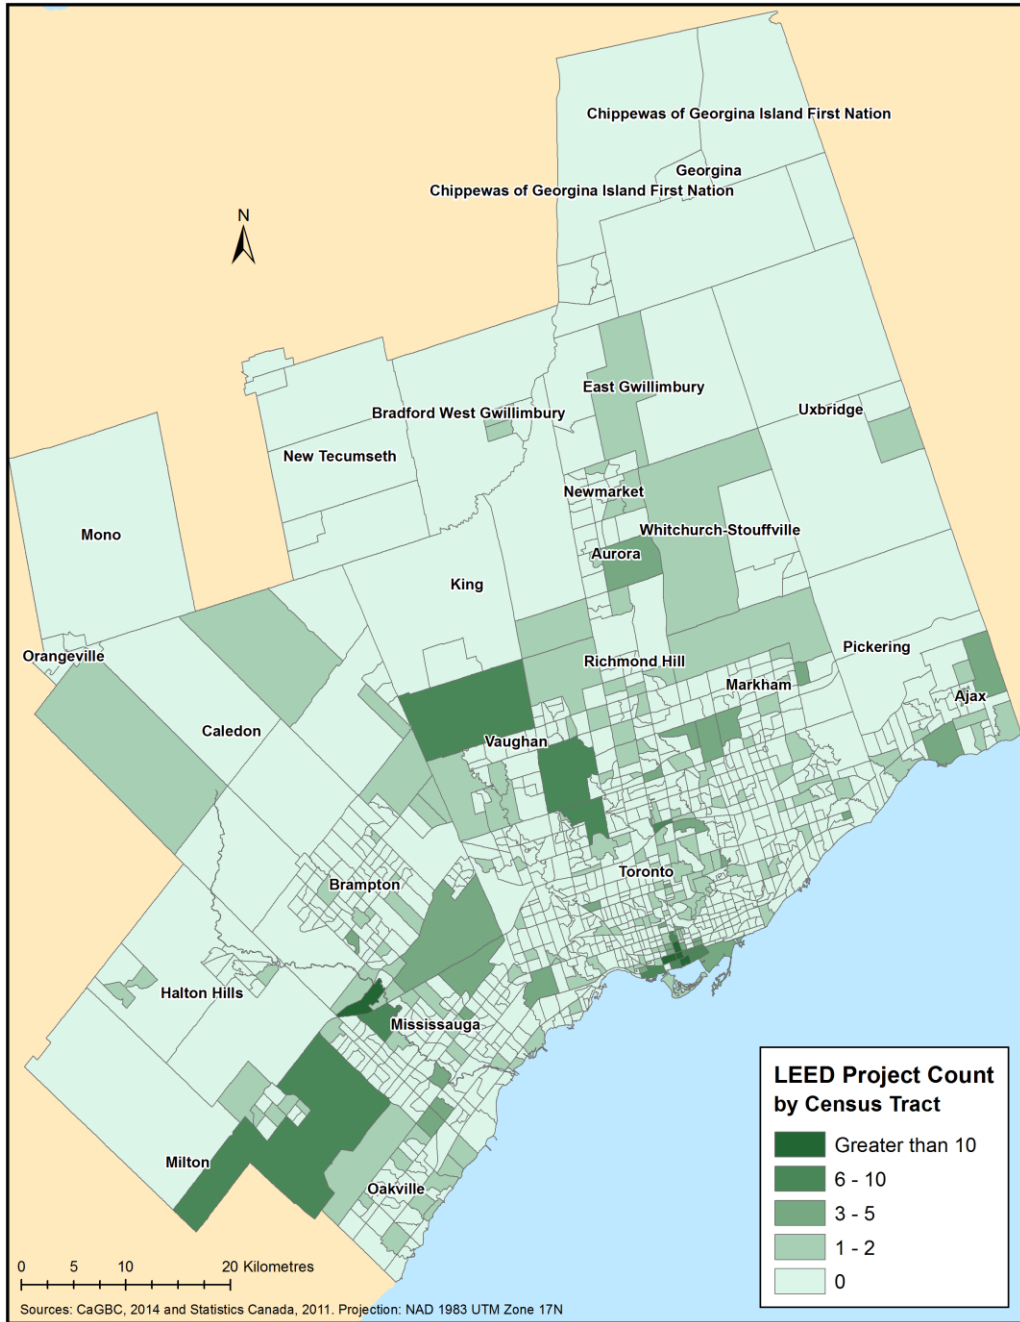 Chippewas of Georgina Island First Nation
Georgina
Chippewas of Georgina Island First Nation
N
East Gwillimbury
Bradford West Gwillimbury
Uxbridge
New Tecumseth
Newmarket
Mono
Whitchurch-Stouffville
Aurora
King
Orangeville
Richmond Hill
Pickering
Markham
Ajax
Caledon
Vaughan
Toronto
Brampton
Halton Hills
Mississauga
Milton
Oakville
LEED Project Count
by Census Tract
Greater than 10
6 - 10
3 - 5
1 - 2
0
0 5 10 20 Kilometres
Sources: CaGBC, 2014 and Statistics Canada, 2011. Projection: NAD 1983 UTM Zone 17N